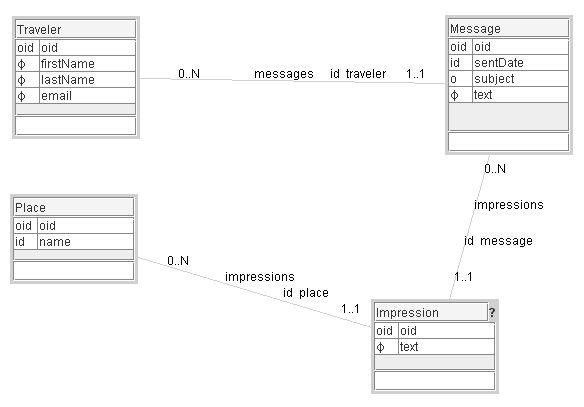 Traveler
oid oid
ϕ firstName
ϕ lastName
ϕ email
0..N messages id traveler 1..1
Message
oid oid
id sentDate
o subject
ϕ text
0..N
impressions
id message
1..1
Place
oid oid
id name
0..N
impressions
id place
1..1
Impression ?
oid oid
ϕ text